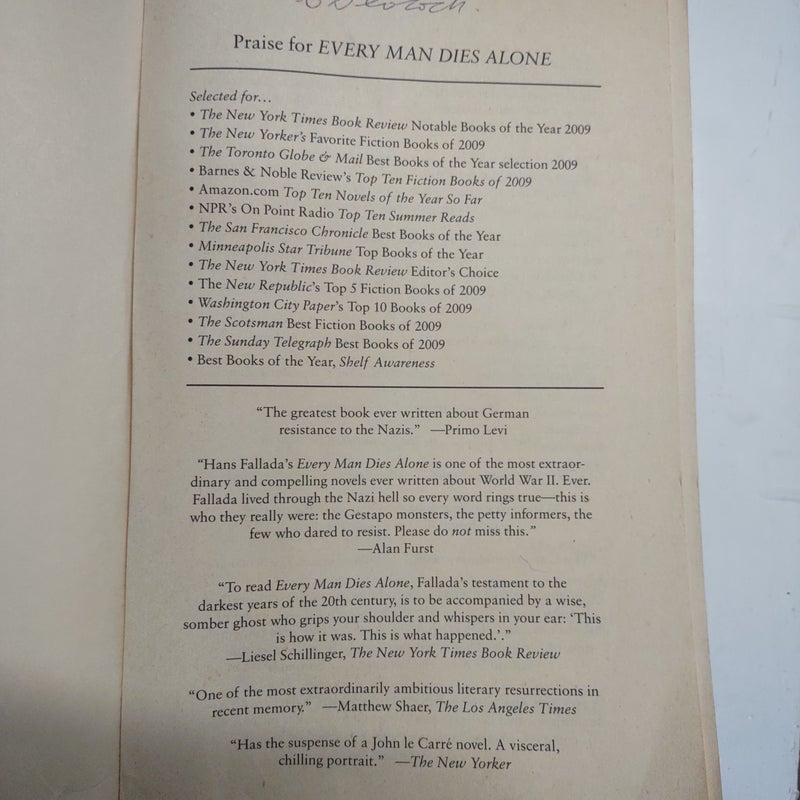 Praise for EVERY MAN DIES ALONE
Selected for...
• The New York Times Book Review Notable Books of the Year 2009
• The New Yorker's Favorite Fiction Books of 2009
• The Toronto Globe & Mail Best Books of the Year selection 2009
• Barnes & Noble Review's Top Ten Fiction Books of 2009
• Amazon.com Top Ten Novels of the Year So Far
• NPR's On Point Radio Top Ten Summer Reads
• The San Francisco Chronicle Best Books of the Year
• Minneapolis Star Tribune Top Books of the Year
• The New York Times Book Review Editor's Choice
• The New Republic's Top 5 Fiction Books of 2009
• Washington City Paper's Top 10 Books of 2009
• The Scotsman Best Fiction Books of 2009
• The Sunday Telegraph Best Books of 2009
• Best Books of the Year, Shelf Awareness
“The greatest book ever written about German
resistance to the Nazis.” —Primo Levi
“Hans Fallada's Every Man Dies Alone is one of the most extraor-
dinary and compelling novels ever written about World War II. Ever.
Fallada lived through the Nazi hell so every word rings true—this is
who they really were: the Gestapo monsters, the petty informers, the
few who dared to resist. Please do not miss this.”
—Alan Furst
“To read Every Man Dies Alone, Fallada's testament to the
darkest years of the 20th century, is to be accompanied by a wise,
somber ghost who grips your shoulder and whispers in your ear: ‘This
is how it was. This is what happened.’.”
—Liesel Schillinger, The New York Times Book Review
“One of the most extraordinarily ambitious literary resurrections in
recent memory.” —Matthew Shaer, The Los Angeles Times
“Has the suspense of a John le Carré novel. A visceral,
chilling portrait.” —The New Yorker